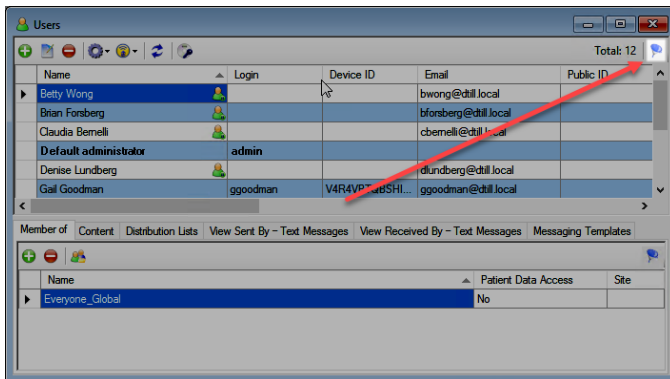 Users
Total: 12
Name Login Device ID Email Public ID
Betty Wong bwong@dtill.local
Brian Forsberg bforsberg@dtill.local
Claudia Bernelli cbernelli@dtill.local
Default administrator admin
Denise Lundberg dlundberg@dtill.local
Gail Goodman ggoodman ggoodman@dtill.local
Member of Content Distribution Lists View Sent By - Text Messages View Received By - Text Messages Messaging Templates
Name Patient Data Access Site
Everyone_Global No